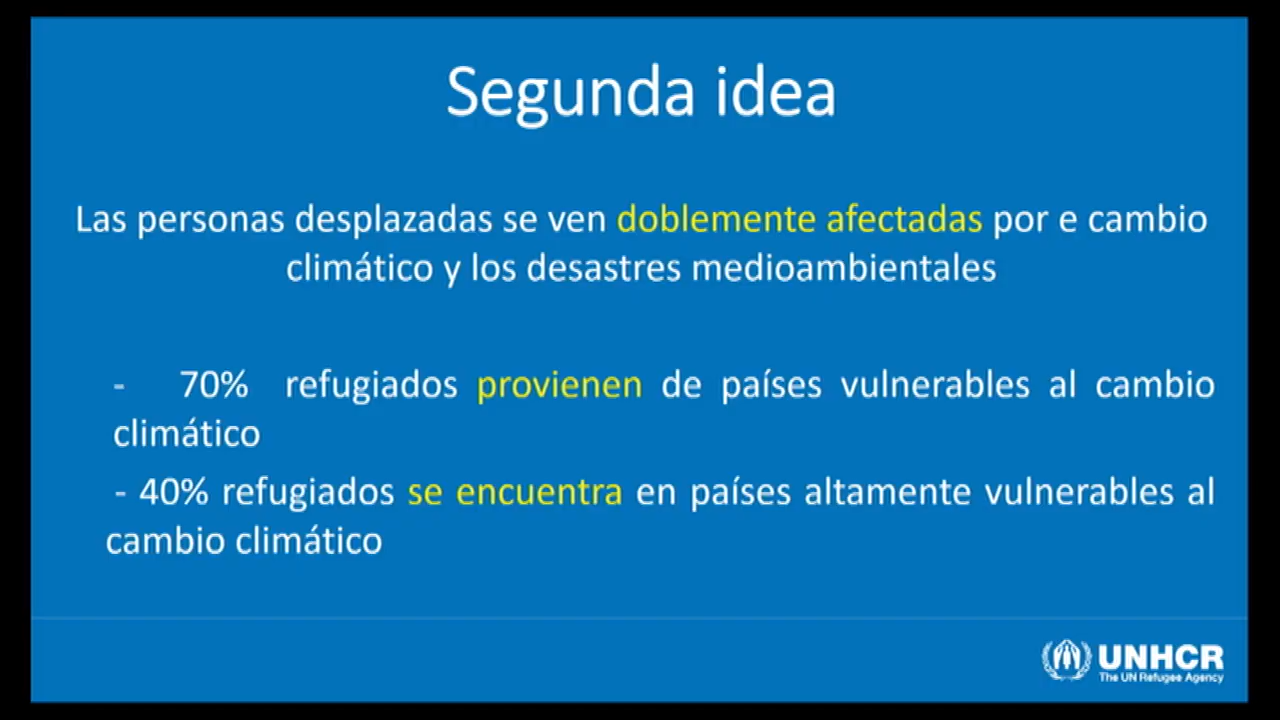 Segunda idea
Las personas desplazadas se ven doblemente afectadas por e cambio
climático y los desastres medioambientales
- 70% refugiados provienen de países vulnerables al cambio
climático
- 40% refugiados se encuentra en países altamente vulnerables al
cambio climático
UNHCR
The UN Refugee Agency